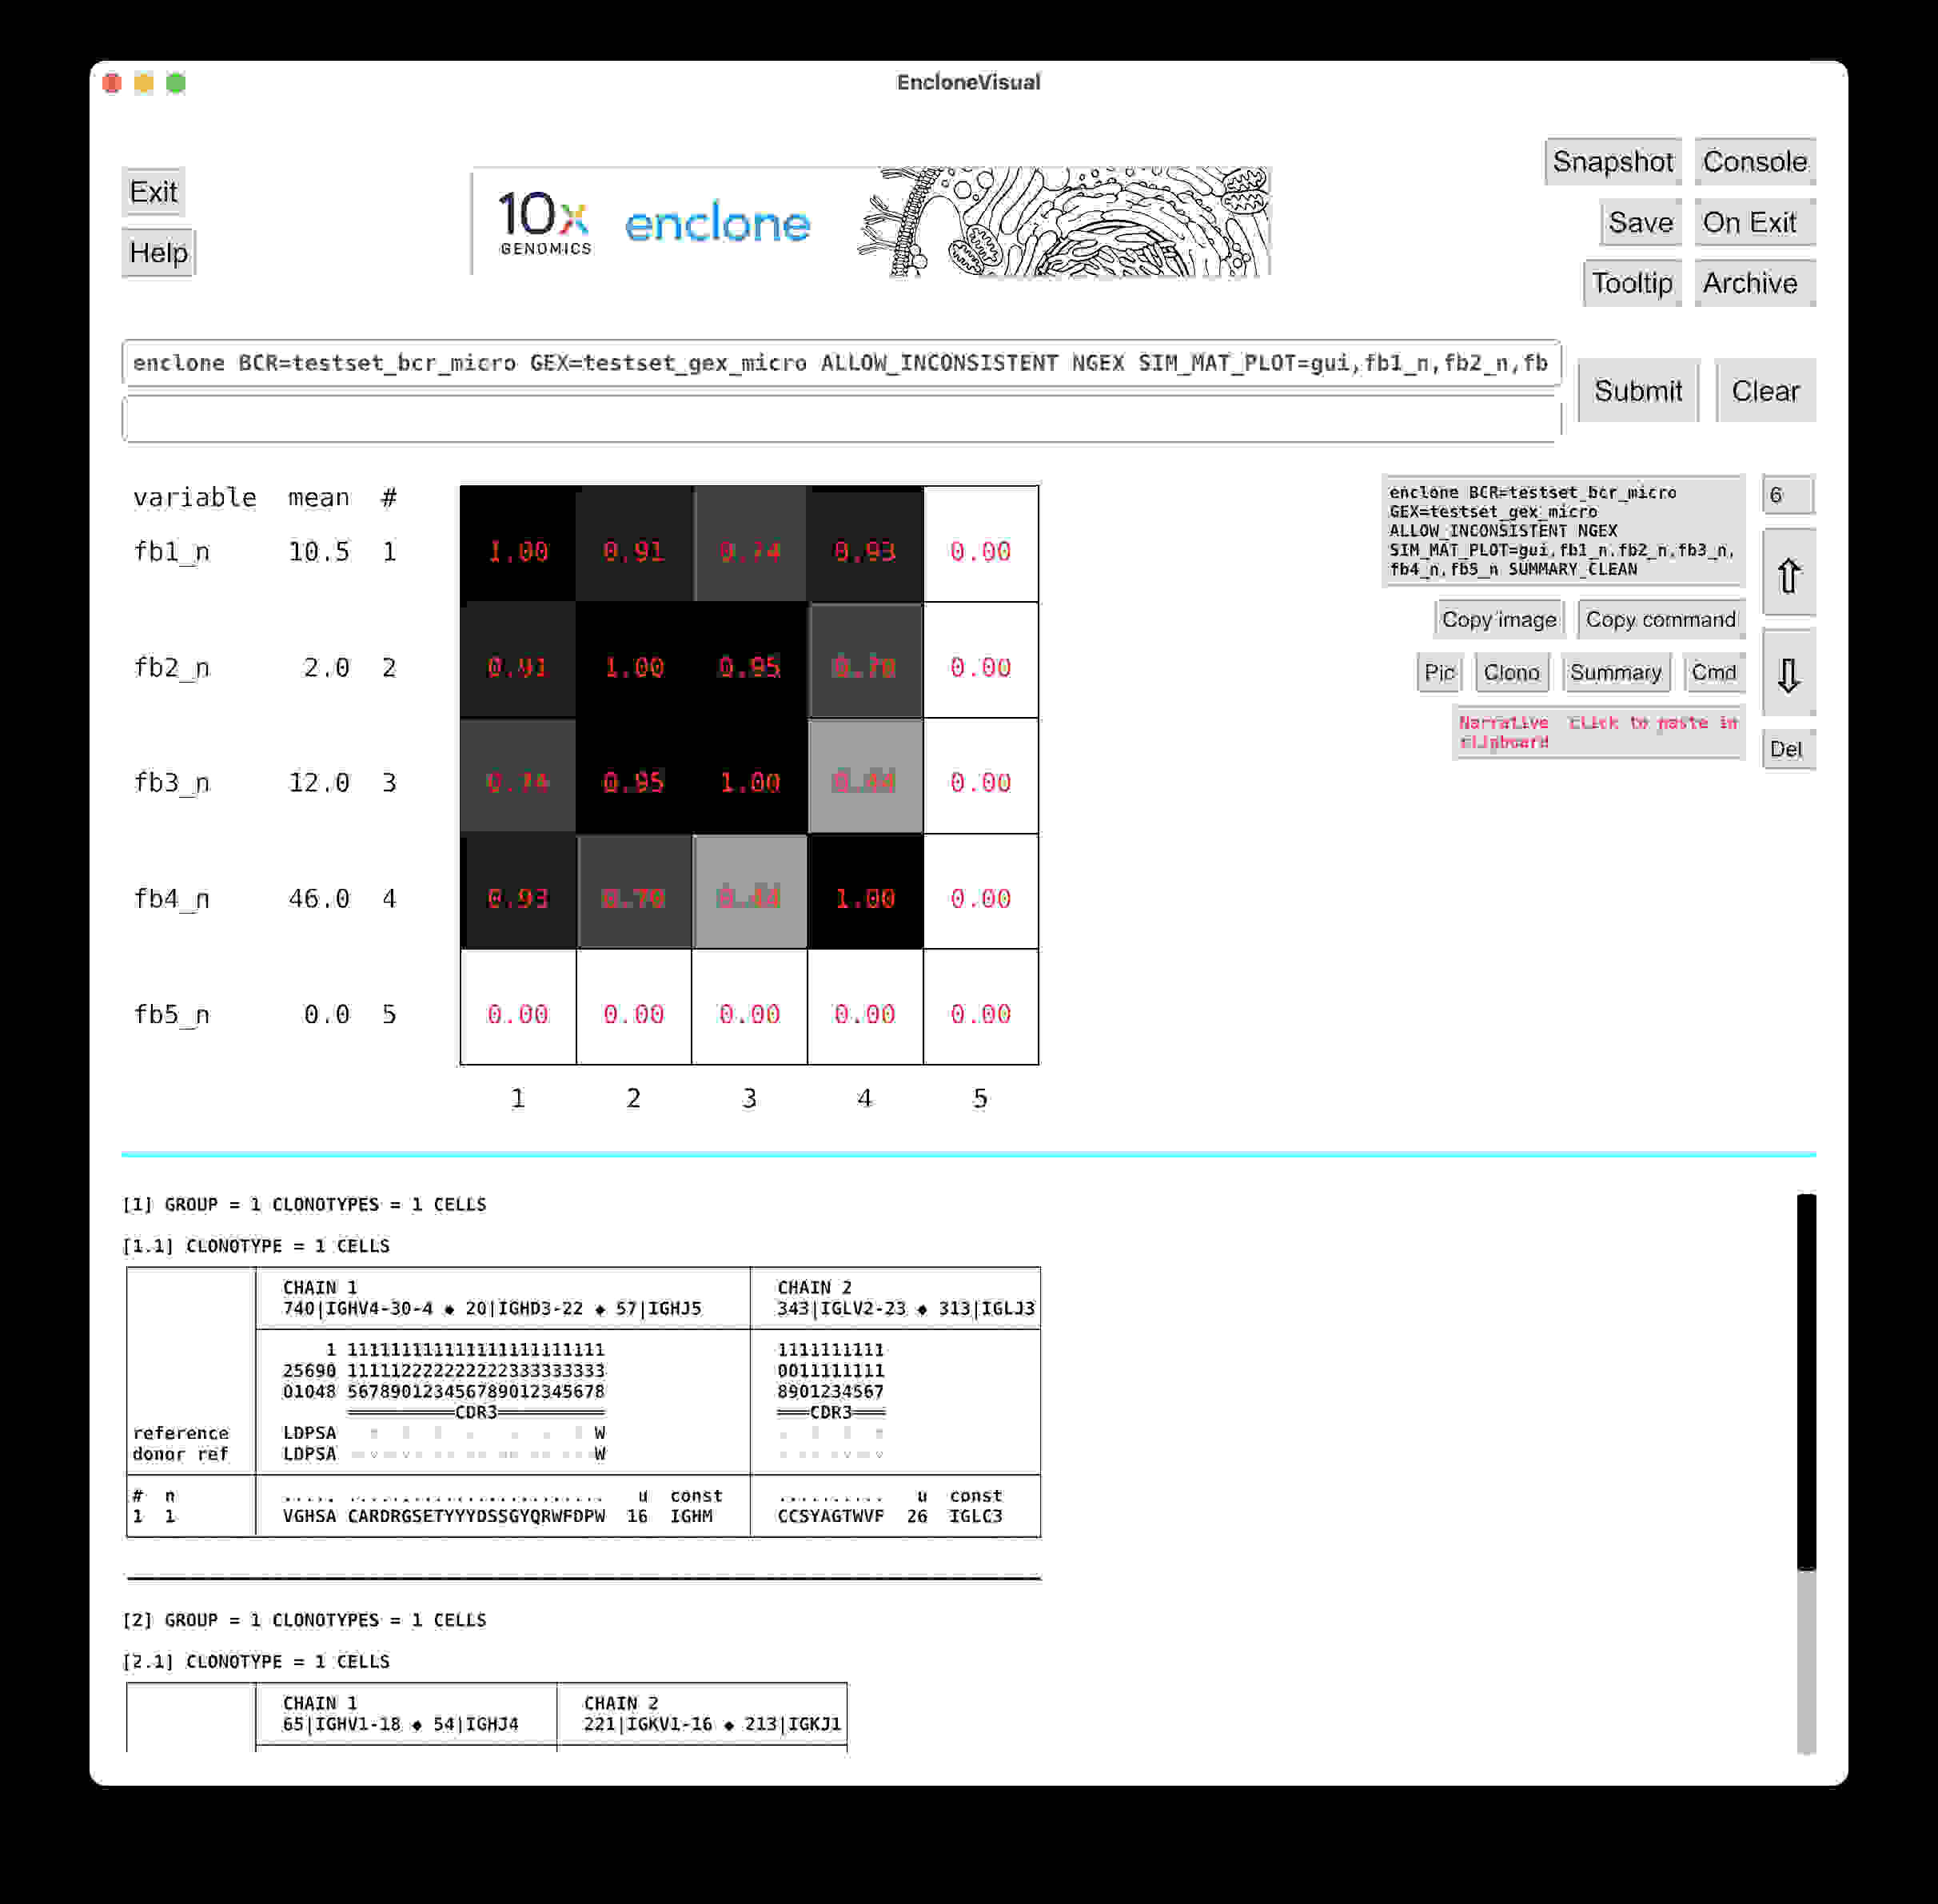 EncloneVisual
Exit
Help
10x
GENOMICS
enclone
Snapshot Console
Save On Exit
Tooltip Archive
enclone BCR=testset_bcr_micro GEX=testset_gex_micro ALLOW_INCONSISTENT NGEX SIM_MAT_PLOT=gui,fb1_n,fb2_n,fb
Submit Clear
variable mean #
fb1_n 10.5 1 1.00 0.91 0.74 0.93 0.00
fb2_n 2.0 2 0.91 1.00 0.95 0.70 0.00
fb3_n 12.0 3 0.74 0.95 1.00 0.44 0.00
fb4_n 46.0 4 0.93 0.70 0.44 1.00 0.00
fb5_n 0.0 5 0.00 0.00 0.00 0.00 0.00
1 2 3 4 5
enclone BCR=testset_bcr_micro
GEX=testset_gex_micro
ALLOW_INCONSISTENT NGEX
SIM_MAT_PLOT=gui,fb1_n,fb2_n,fb3_n,
fb4_n,fb5_n SUMMARY_CLEAN
6
⇧
Copy image Copy command
Pic Clono Summary Cmd
⇩
Narrative click to paste in
clipboard
Del
[1] GROUP = 1 CLONOTYPES = 1 CELLS
[1.1] CLONOTYPE = 1 CELLS
CHAIN 1 CHAIN 2
740|IGHV4-30-4 ◆ 20|IGHD3-22 ◆ 57|IGHJ5 343|IGLV2-23 ◆ 313|IGLJ3
1 111111111111111111111111 1111111111
25690 111112222222222333333333 0011111111
01048 567890123456789012345678 8901234567
CDR3 CDR3
reference LDPSA W
donor ref LDPSA W
# n ..... ........................ u const .......... u const
1 1 VGHSA CARDRGSETYYYDSSGYQRWFDPW 16 IGHM CCSYAGTWVF 26 IGLC3
[2] GROUP = 1 CLONOTYPES = 1 CELLS
[2.1] CLONOTYPE = 1 CELLS
CHAIN 1 CHAIN 2
65|IGHV1-18 ◆ 54|IGHJ4 221|IGKV1-16 ◆ 213|IGKJ1